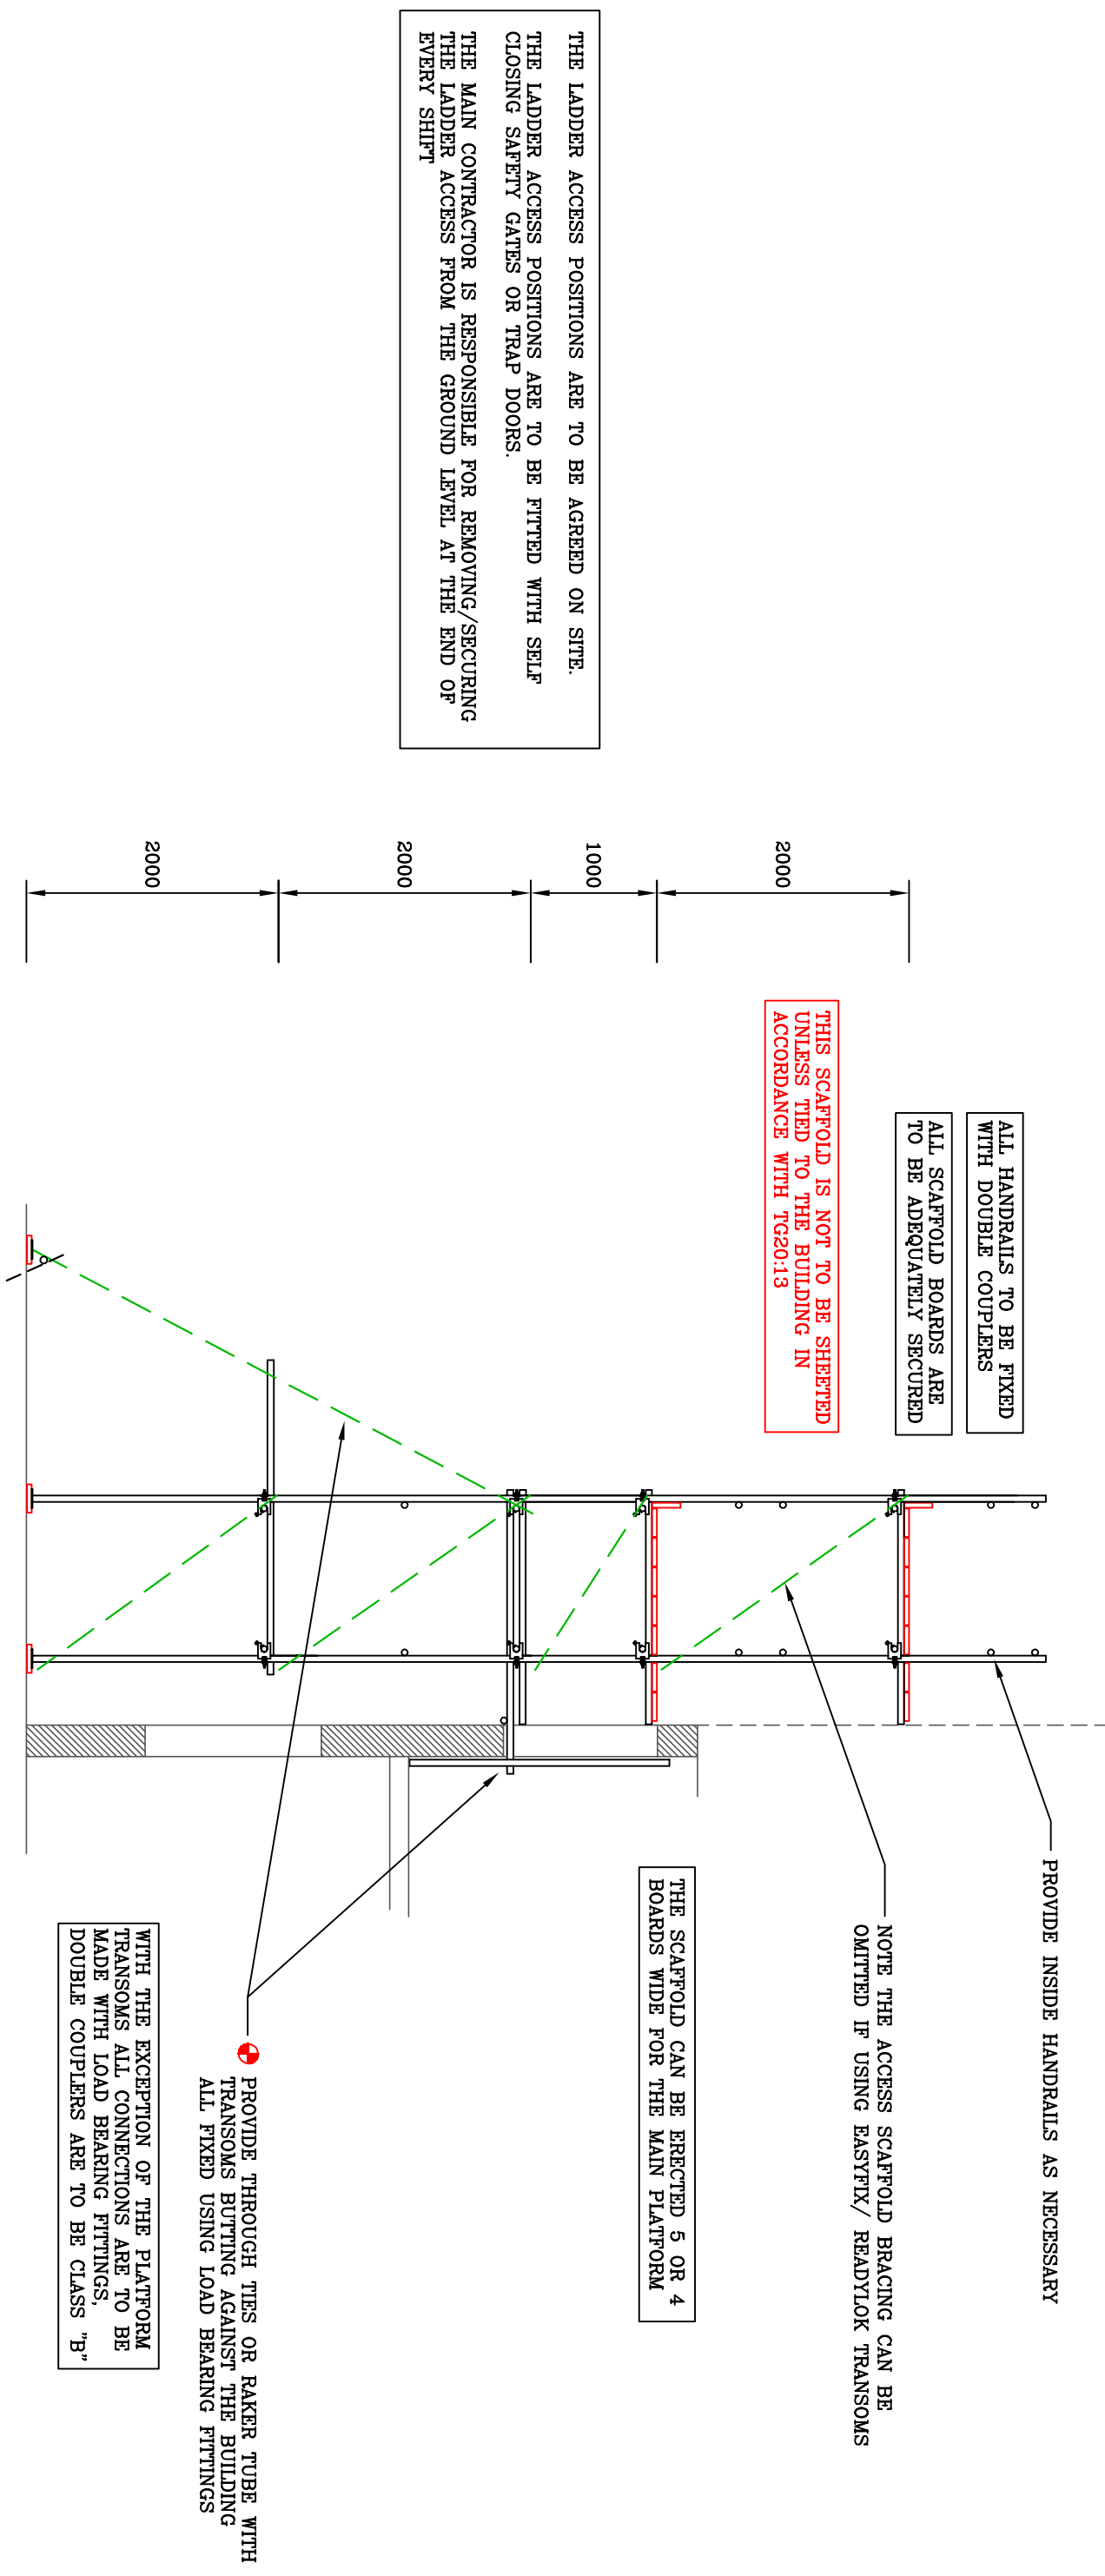 THE LADDER ACCESS POSITIONS ARE TO BE AGREED ON SITE.
THE LADDER ACCESS POSITIONS ARE TO BE FITTED WITH SELF
CLOSING SAFETY GATES OR TRAP DOORS.
THE MAIN CONTRACTOR IS RESPONSIBLE FOR REMOVING/SECURING
THE LADDER ACCESS FROM THE GROUND LEVEL AT THE END OF
EVERY SHIFT
2000
1000
2000
2000
ALL HANDRAILS TO BE FIXED
WITH DOUBLE COUPLERS
ALL SCAFFOLD BOARDS ARE
TO BE ADEQUATELY SECURED
THIS SCAFFOLD IS NOT TO BE SHEETED
UNLESS TIED TO THE BUILDING IN
ACCORDANCE WITH TG20:13
PROVIDE INSIDE HANDRAILS AS NECESSARY
NOTE THE ACCESS SCAFFOLD BRACING CAN BE
OMITTED IF USING EASYFIX/ READYLOK TRANSOMS
THE SCAFFOLD CAN BE ERECTED 5 OR 4
BOARDS WIDE FOR THE MAIN PLATFORM
PROVIDE THROUGH TIES OR RAKER TUBE WITH
TRANSOMS BUTTING AGAINST THE BUILDING
ALL FIXED USING LOAD BEARING FITTINGS
WITH THE EXCEPTION OF THE PLATFORM
TRANSOMS ALL CONNECTIONS ARE TO BE
MADE WITH LOAD BEARING FITTINGS,
DOUBLE COUPLERS ARE TO BE CLASS "B"